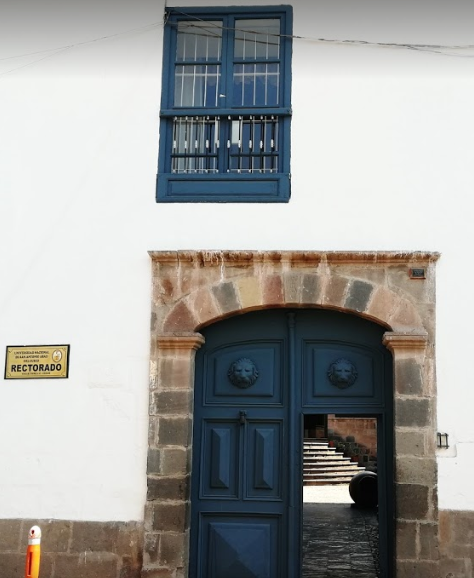 UNIVERSIDAD NACIONAL
DE SAN ANTONIO ABAD
DEL CUSCO
RECTORADO